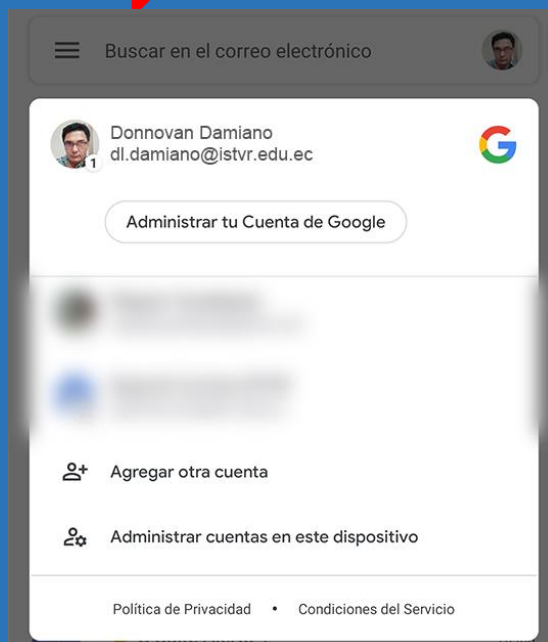 Buscar en el correo electrónico
Donnovan Damiano
dl.damiano@istvr.edu.ec
1
Administrar tu Cuenta de Google
Agregar otra cuenta
Administrar cuentas en este dispositivo
Política de Privacidad • Condiciones del Servicio